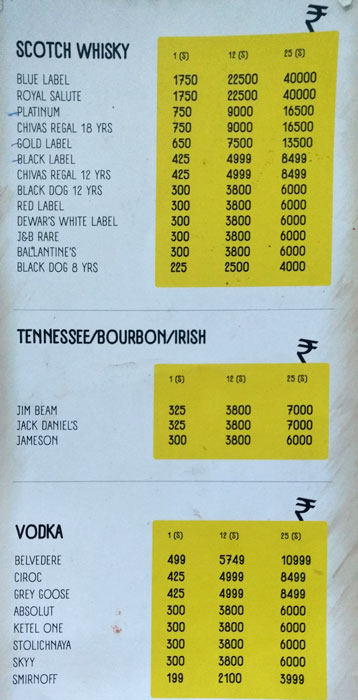 ₹
SCOTCH WHISKY 1 (S) 12 (S) 25 (S)
BLUE LABEL 1750 22500 40000
ROYAL SALUTE 1750 22500 40000
PLATINUM 750 9000 16500
CHIVAS REGAL 18 YRS 750 9000 16500
GOLD LABEL 650 7500 13500
BLACK LABEL 425 4999 8499
CHIVAS REGAL 12 YRS 425 4999 8499
BLACK DOG 12 YRS 300 3800 6000
RED LABEL 300 3800 6000
DEWAR'S WHITE LABEL 300 3800 6000
J&B RARE 300 3800 6000
BALLANTINE'S 300 3800 6000
BLACK DOG 8 YRS 225 2500 4000
TENNESSEE/BOURBON/IRISH
₹
1 (S) 12 (S) 25 (S)
JIM BEAM 325 3800 7000
JACK DANIEL'S 325 3800 7000
JAMESON 300 3800 6000
₹
VODKA 1 (S) 12 (S) 25 (S)
BELVEDERE 499 5749 10999
CIROC 425 4999 8499
GREY GOOSE 425 4999 8499
ABSOLUT 300 3800 6000
KETEL ONE 300 3800 6000
STOLICHNAYA 300 3800 6000
SKYY 300 3800 6000
SMIRNOFF 199 2100 3999